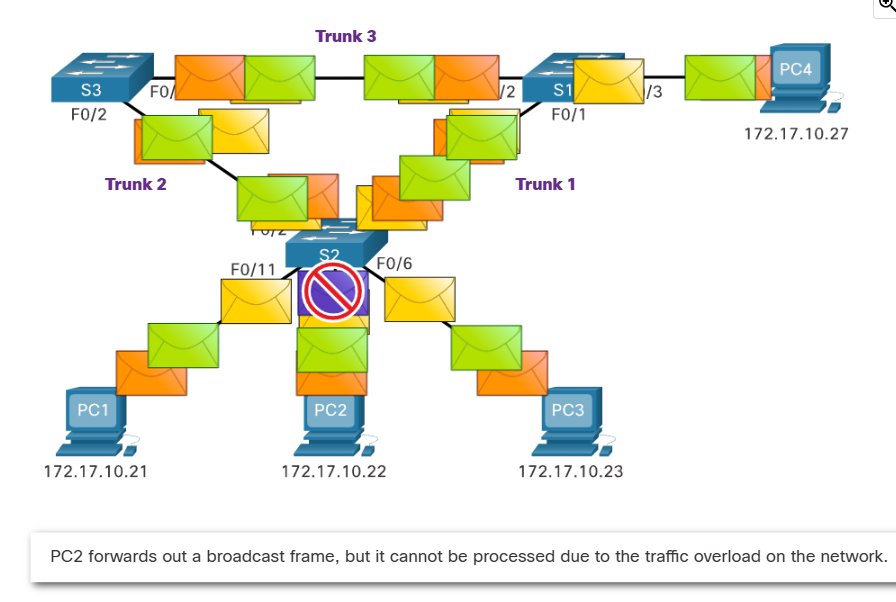 Trunk 3
S3
F0/
/2
S1
/3
PC4
F0/2
F0/1
172.17.10.27
Trunk 2
Trunk 1
F0/2
S2
F0/11
F0/6
PC1
PC2
PC3
172.17.10.21
172.17.10.22
172.17.10.23
PC2 forwards out a broadcast frame, but it cannot be processed due to the traffic overload on the network.